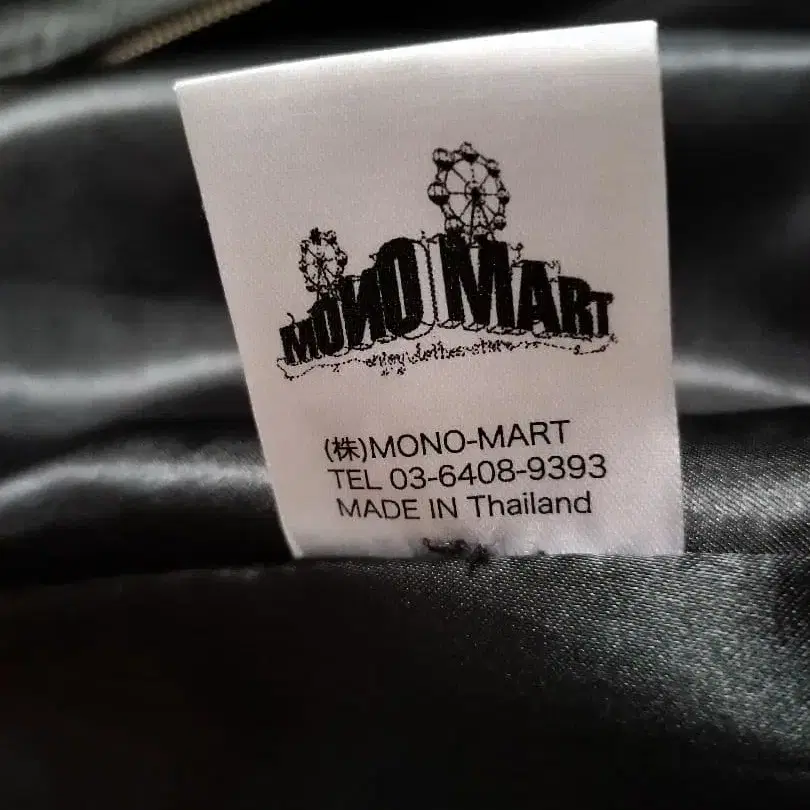 MONO MART
enjoy clothes store
(株)MONO-MART
TEL 03-6408-9393
MADE IN Thailand